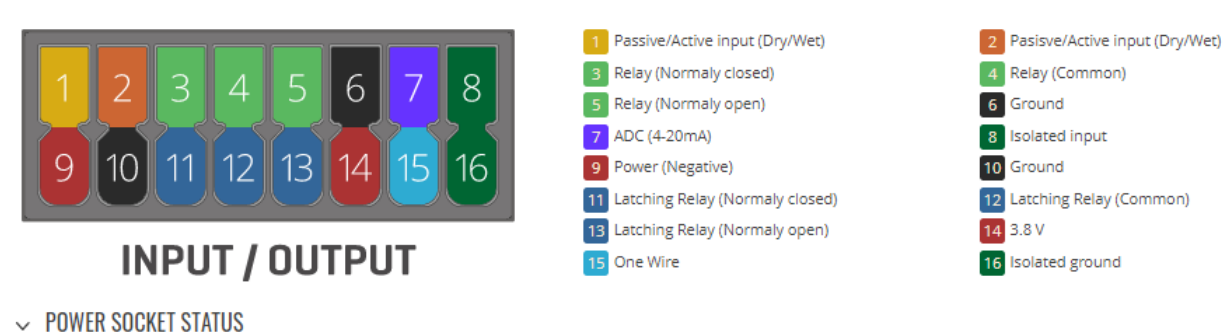 1 2 3 4 5 6 7 8
9 10 11 12 13 14 15 16
INPUT / OUTPUT
1 Passive/Active input (Dry/Wet)
2 Pasisve/Active input (Dry/Wet)
3 Relay (Normaly closed)
4 Relay (Common)
5 Relay (Normaly open)
6 Ground
7 ADC (4-20mA)
8 Isolated input
9 Power (Negative)
10 Ground
11 Latching Relay (Normaly closed)
12 Latching Relay (Common)
13 Latching Relay (Normaly open)
14 3.8 V
15 One Wire
16 Isolated ground
POWER SOCKET STATUS